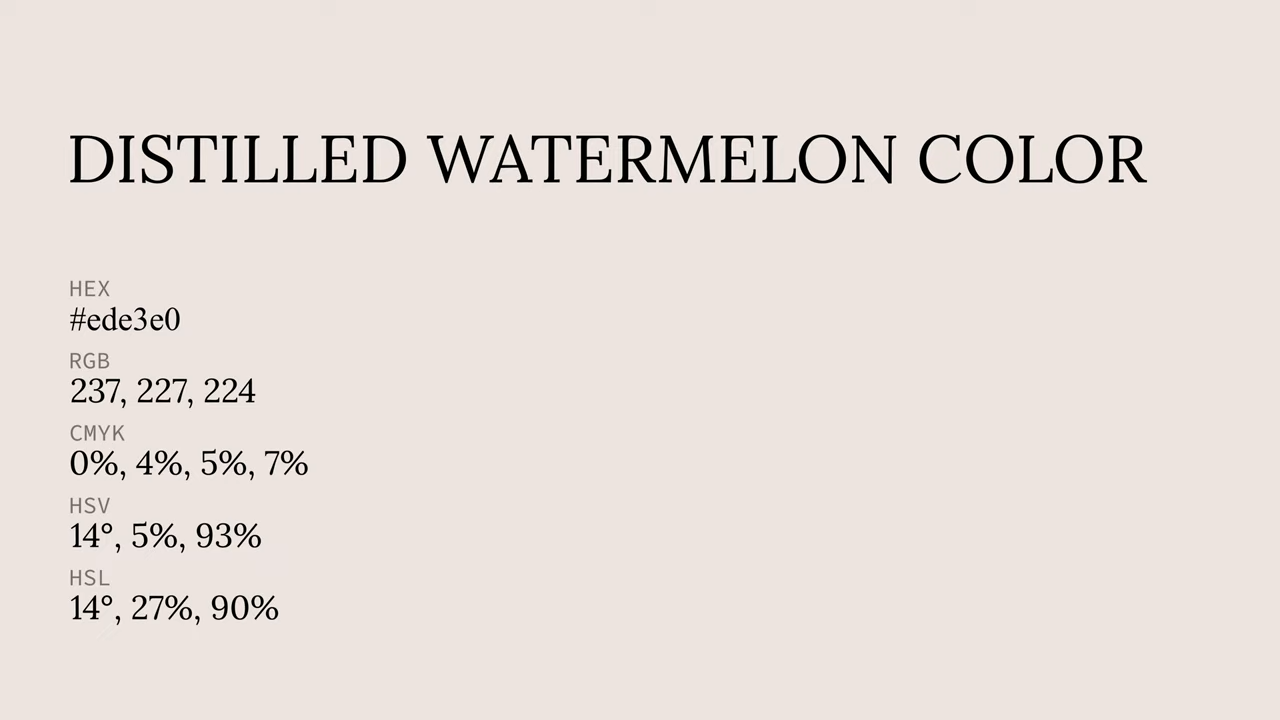 DISTILLED WATERMELON COLOR
HEX
#ede3e0
RGB
237, 227, 224
CMYK
0%, 4%, 5%, 7%
HSV
14°, 5%, 93%
HSL
14°, 27%, 90%